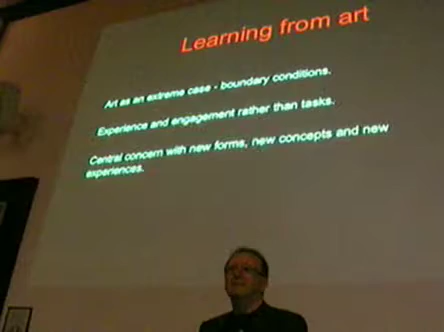 Learning from art
Art as an extreme case - boundary conditions.
Experience and engagement rather than tasks.
Central concern with new forms, new concepts and new
experiences.